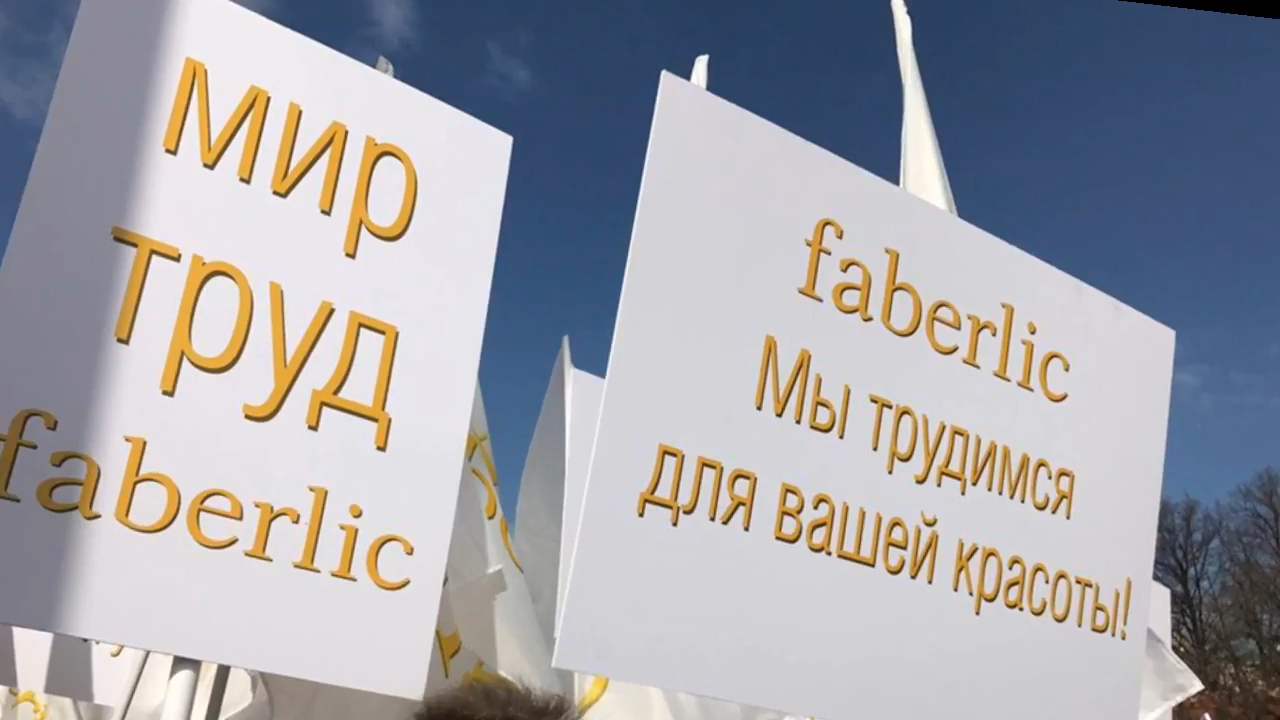 мир
труд
faberlic
faberlic
Мы трудимся
для вашей красоты!